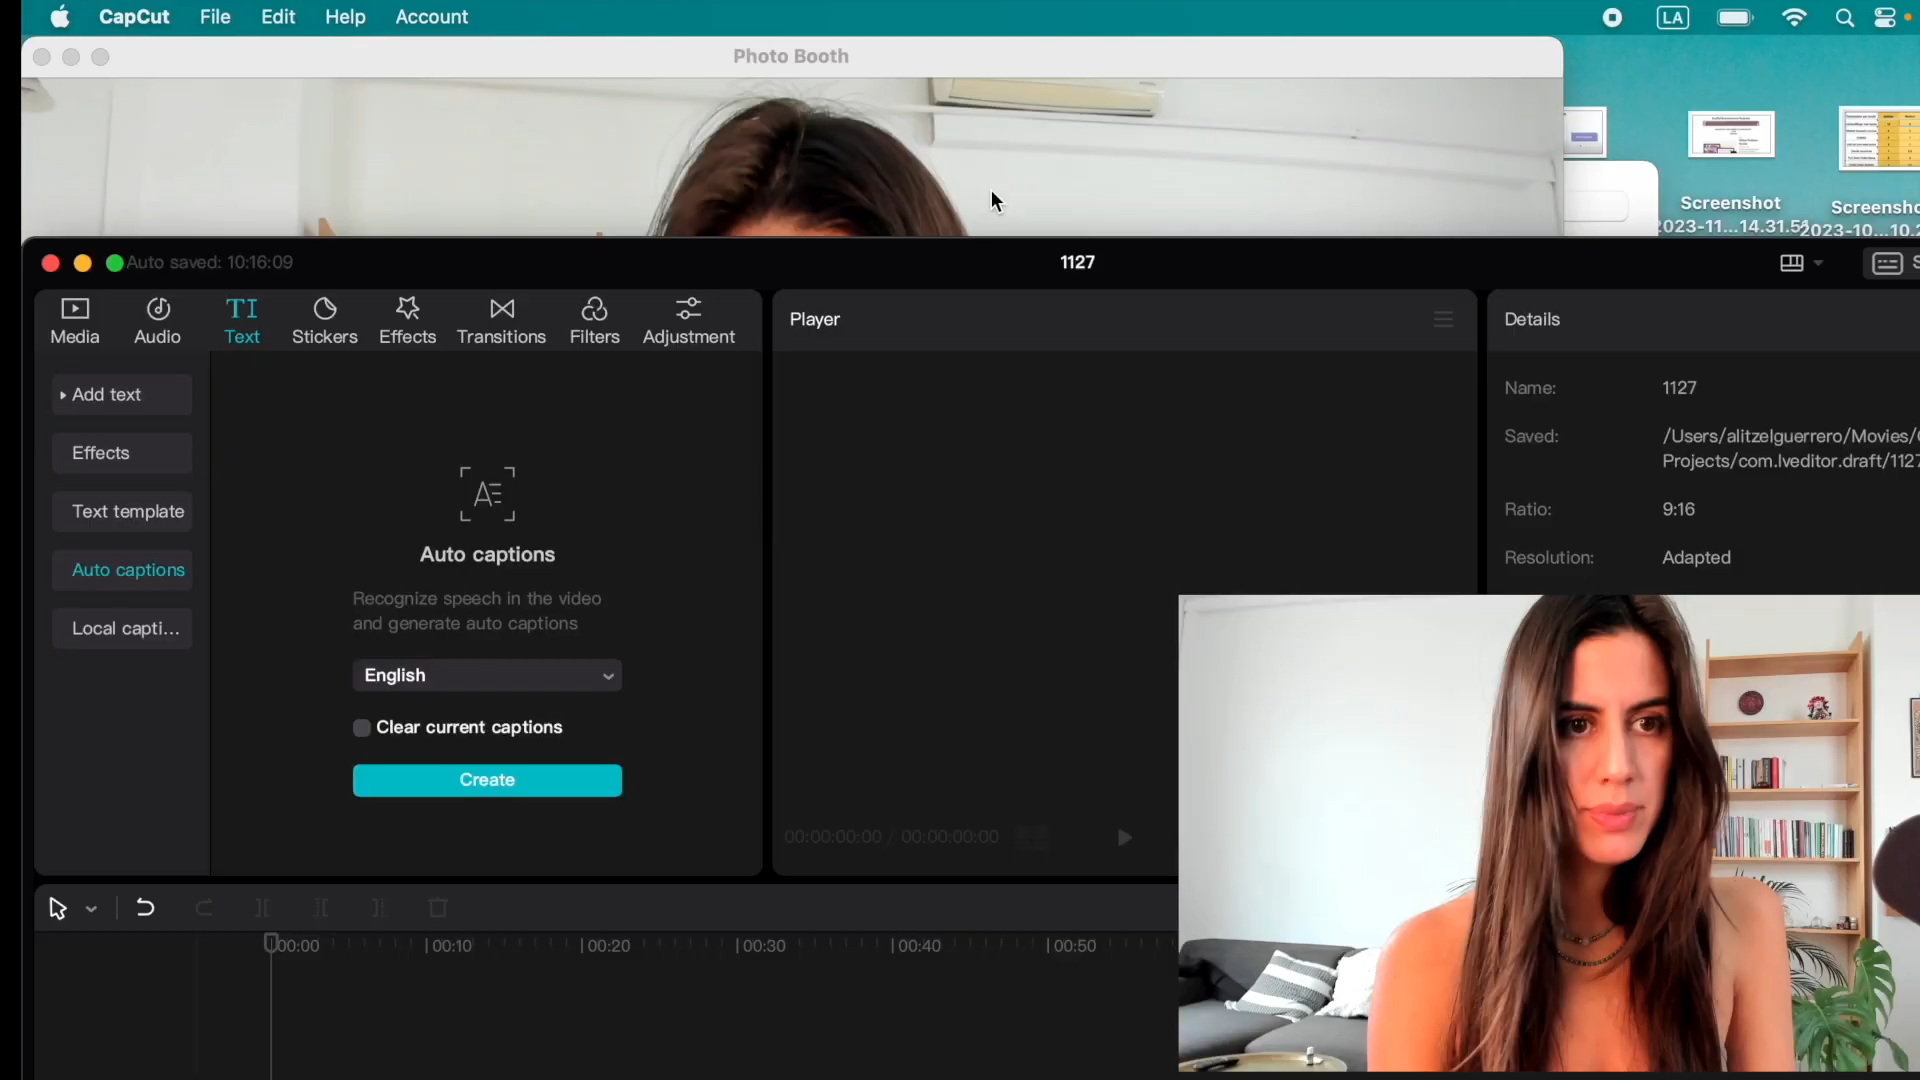 CapCut File Edit Help Account
LA
Photo Booth
Screenshot
2023-11...14.31.51
2023-10...10.2
Auto saved: 10:16:09
1127
Media Audio Text Stickers Effects Transitions Filters Adjustment
Player
Details
Add text
Effects
Text template
Auto captions
Local capti...
Auto captions
Recognize speech in the video
and generate auto captions
English
Clear current captions
Create
00:00:00:00 / 00:00:00:00
Name: 1127
Saved: /Users/alitzelguerrero/Movies/
Projects/com.lveditor.draft/1127
Ratio: 9:16
Resolution: Adapted
00:00 00:10 00:20 00:30 00:40 00:50